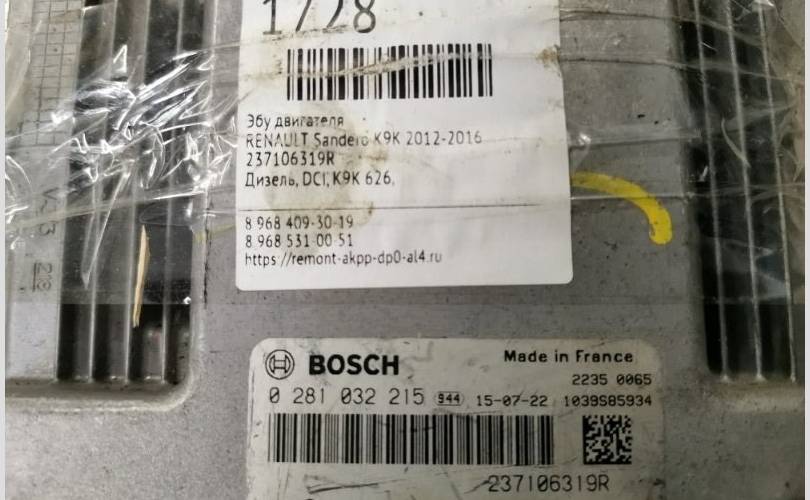 1728
Эбу двигателя
RENAULT Sandero K9K 2012-2016
237106319R
Дизель, DCI, K9K 626,
8 968 409-30-19
8 968 531-00-51
https://remont-akpp-dp0-al4.ru
BOSCH
Made in France
2235 0065
0 281 032 215 944 15-07-22 1039S85934
237106319R